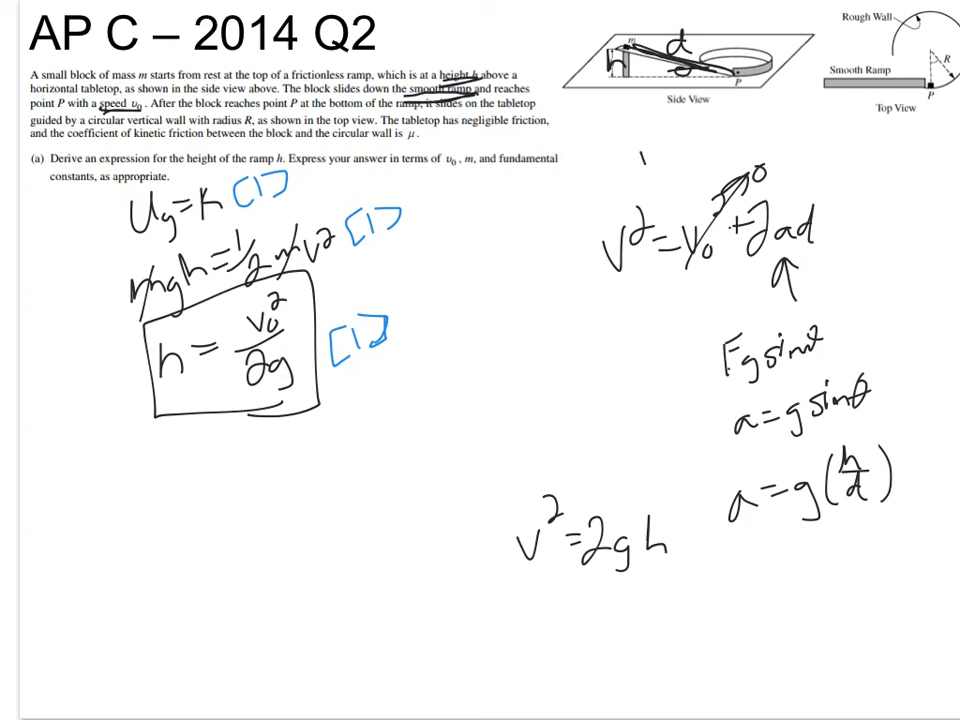 AP C – 2014 Q2
A small block of mass m starts from rest at the top of a frictionless ramp, which is at a height h above a
horizontal tabletop, as shown in the side view above. The block slides down the smooth ramp and reaches
point P with a speed υ₀ . After the block reaches point P at the bottom of the ramp, it slides on the tabletop
guided by a circular vertical wall with radius R, as shown in the top view. The tabletop has negligible friction,
and the coefficient of kinetic friction between the block and the circular wall is μ .
(a) Derive an expression for the height of the ramp h. Express your answer in terms of υ₀ , m, and fundamental
constants, as appropriate.
m
h
d
P
Side View
Rough Wall
R
Smooth Ramp
P
Top View
Ug = K [1]
mgh = 1/2 mv² [1]
h = v₀²/2g [1]
v² = v₀ + 2ad
0
a = g sinθ
a = g(h/d)
v² = 2gh